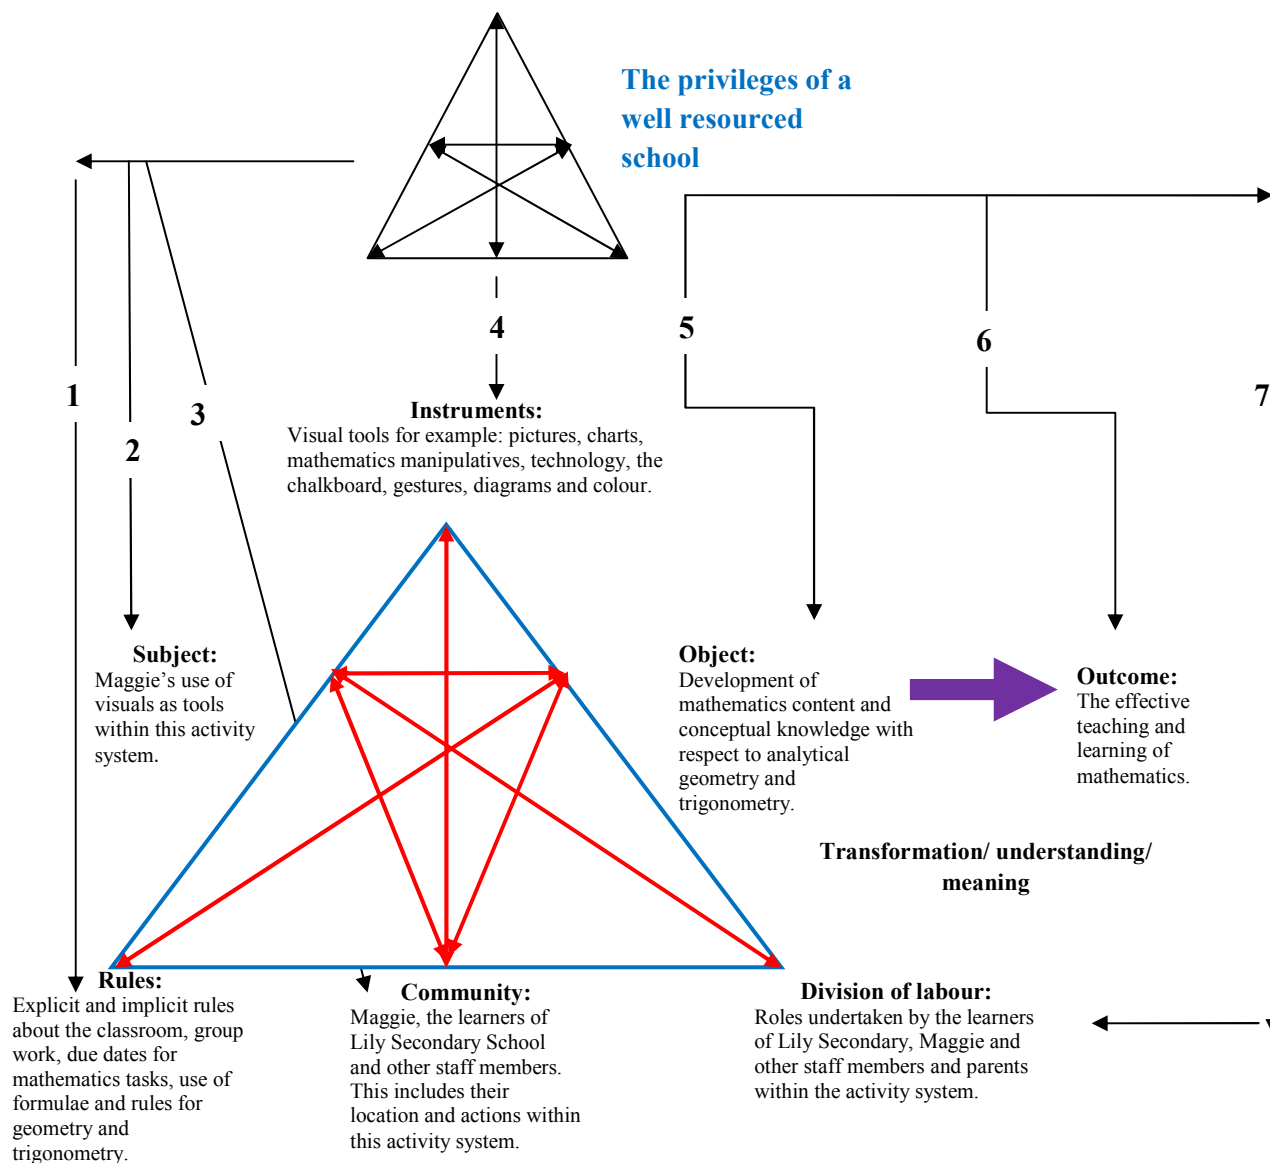 The privileges of a
well resourced
school
4
5
6
1
7
3
2
Instruments:
Visual tools for example: pictures, charts,
mathematics manipulatives, technology, the
chalkboard, gestures, diagrams and colour.
Subject:
Maggie’s use of
visuals as tools
within this activity
system.
Object:
Development of
mathematics content and
conceptual knowledge with
respect to analytical
geometry and
trigonometry.
Outcome:
The effective
teaching and
learning of
mathematics.
Transformation/ understanding/
meaning
Rules:
Explicit and implicit rules
about the classroom, group
work, due dates for
mathematics tasks, use of
formulae and rules for
geometry and
trigonometry.
Community:
Maggie, the learners of
Lily Secondary School
and other staff members.
This includes their
location and actions within
this activity system.
Division of labour:
Roles undertaken by the learners
of Lily Secondary, Maggie and
other staff members and parents
within the activity system.